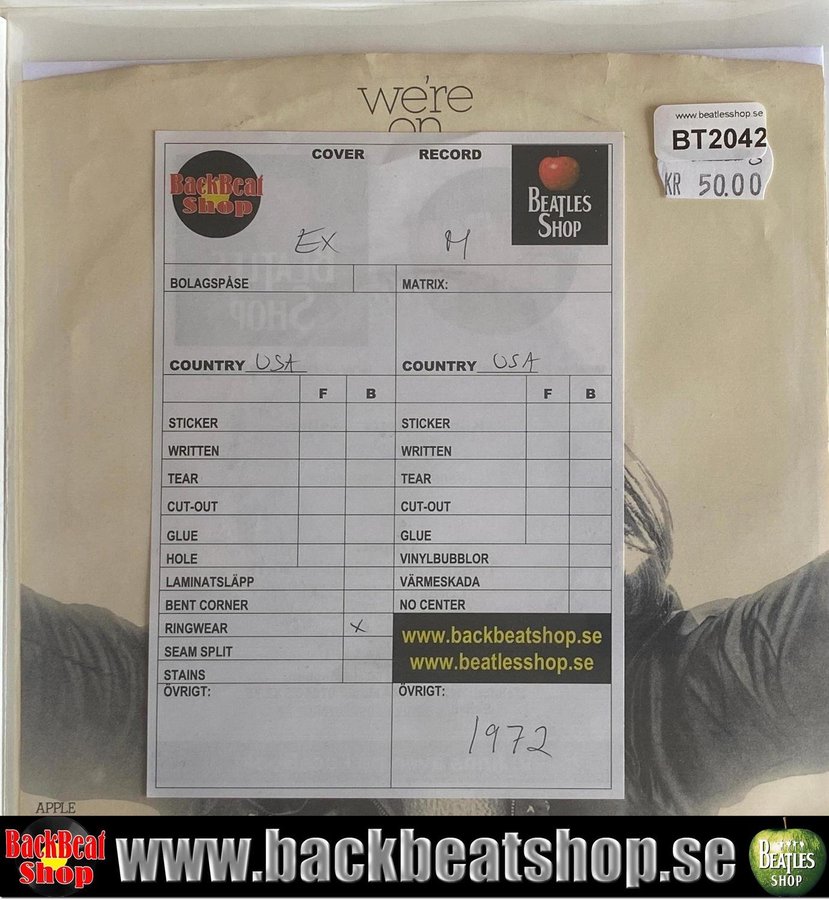 we're
on
www.beatlesshop.se
BT2042
KR 50.00
COVER RECORD
BackBeat
Shop
BEATLES
SHOP
EX M
BOLAGSPÅSE MATRIX:
COUNTRY USA COUNTRY USA
F B F B
STICKER STICKER
WRITTEN WRITTEN
TEAR TEAR
CUT-OUT CUT-OUT
GLUE GLUE
HOLE VINYLBUBBLOR
LAMINATSLÄPP VÄRMESKADA
BENT CORNER NO CENTER
RINGWEAR X
www.backbeatshop.se
SEAM SPLIT
www.beatlesshop.se
STAINS
ÖVRIGT: ÖVRIGT:
1972
APPLE
BackBeat
Shop
www.backbeatshop.se
BEATLES
SHOP